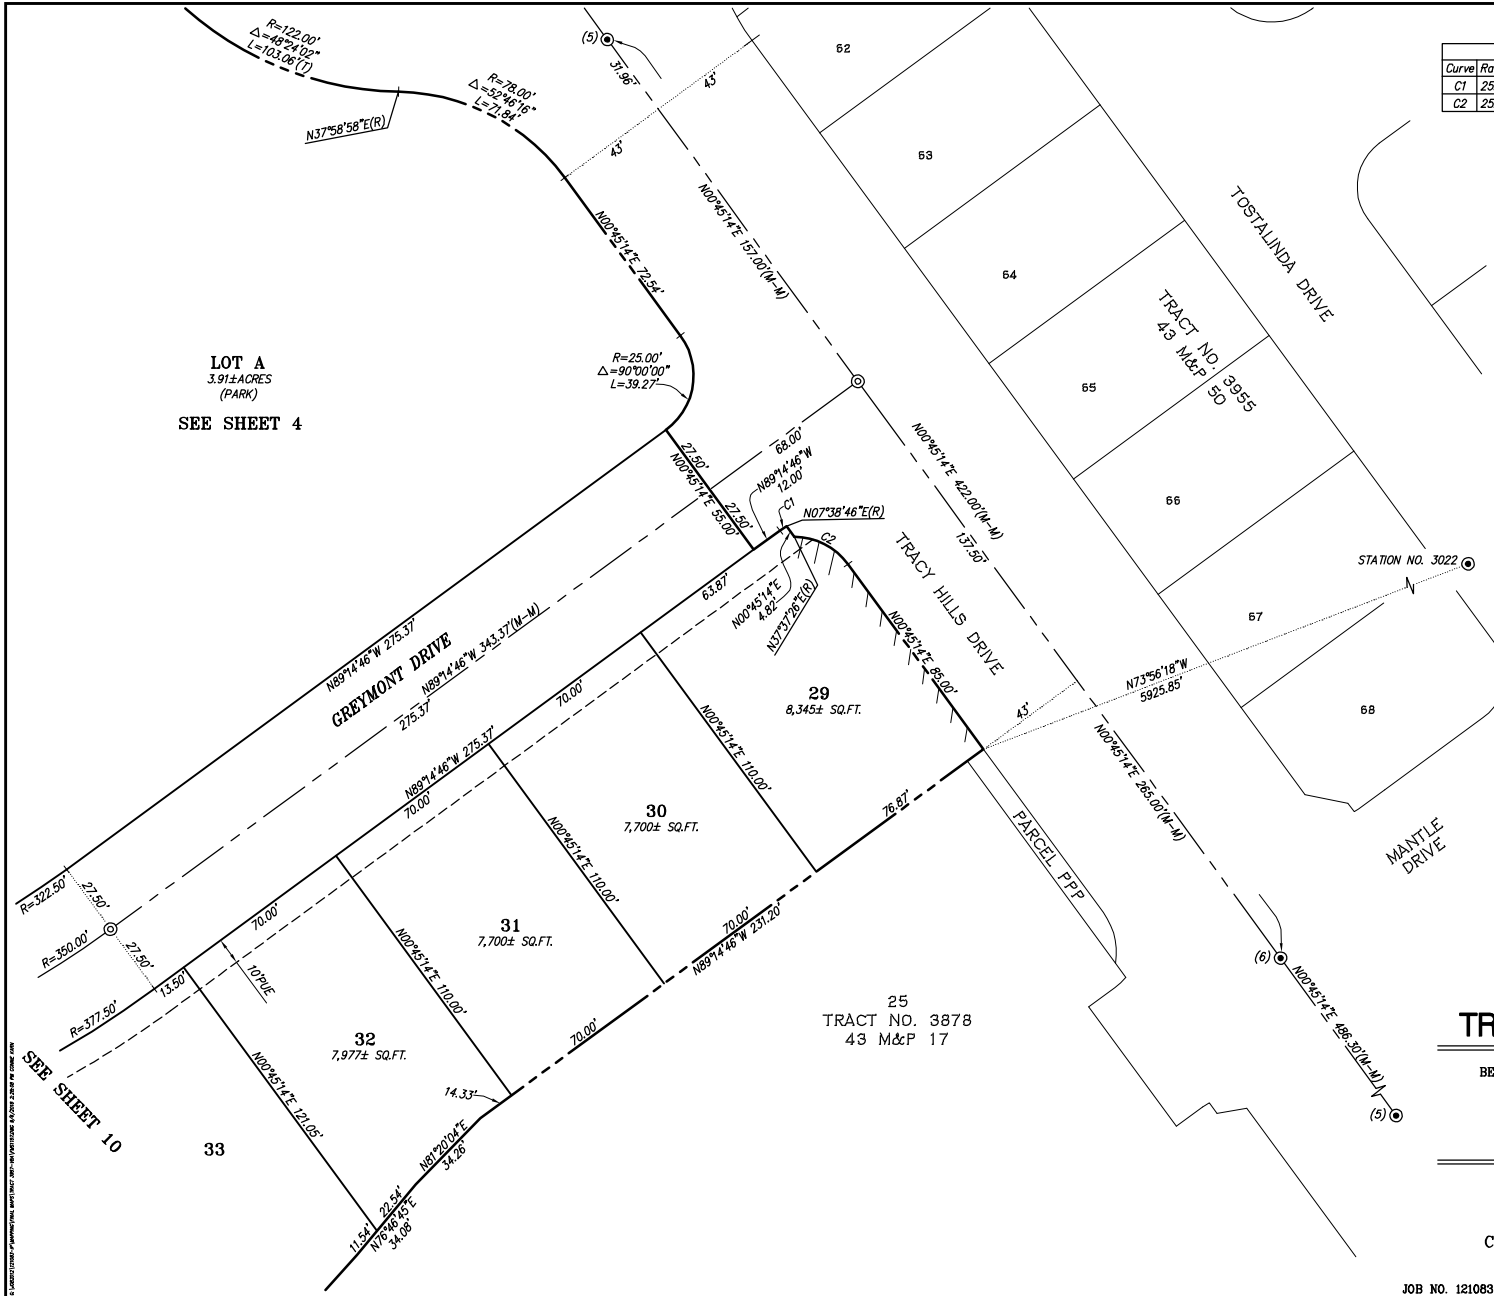 R=122.00'
△=48°24'02"
L=103.06'(T)
R=78.00'
△=52°46'16"
L=71.84'
N37°58'58"E(R)
(5)
31.96'
43'
43'
62
Curve Ra
C1 25
C2 25
63
64
65
66
67
68
TOSTALINDA DRIVE
TRACT NO. 3955
43 M&P 50
N00°45'14"E 157.00'(M-M)
N00°45'14"E 72.54'
LOT A
3.91±ACRES
(PARK)
SEE SHEET 4
R=25.00'
△=90°00'00"
L=39.27'
27.50'
N00°45'14"E 55.00'
27.50'
68.00'
N89°14'46"W
12.00'
C1
N07°38'46"E(R)
C2
N00°45'14"E 422.00'(M-M)
137.50'
TRACY HILLS DRIVE
STATION NO. 3022
N00°45'14"E
4.82'
N37°37'26"E(R)
63.87'
N00°45'14"E 85.00'
N89°14'46"W 275.37'
GREYMONT DRIVE
N89°14'46"W 343.37'(M-M)
275.37'
N89°14'46"W 275.37'
70.00'
70.00'
70.00'
29
8,345± SQ.FT.
43'
N73°56'18"W
5925.85'
N00°45'14"E 265.00'(M-M)
N00°45'14"E 110.00'
30
7,700± SQ.FT.
76.87'
PARCEL PPP
MANTLE
DRIVE
N00°45'14"E 110.00'
31
7,700± SQ.FT.
70.00'
N89°14'46"W 231.20'
R=322.50'
27.50'
R=350.00'
27.50'
13.50'
R=377.50'
10'PUE
N00°45'14"E 110.00'
32
7,977± SQ.FT.
70.00'
25
TRACT NO. 3878
43 M&P 17
(6)
N00°45'14"E 486.30'(M-M)
(5)
SEE SHEET 10
33
N00°45'14"E 121.05'
14.33'
N81°20'04"E
34.26'
22.54'
N76°46'45"E
34.08'
11.54'
TR
BE
C
JOB NO. 121083